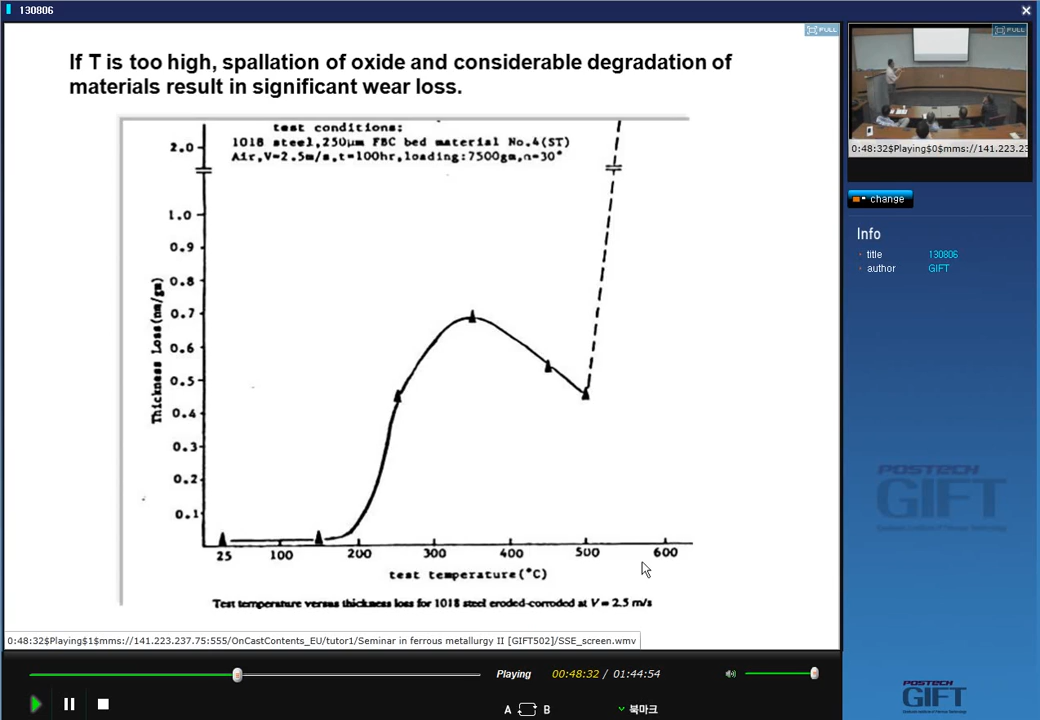 130806
If T is too high, spallation of oxide and considerable degradation of
materials result in significant wear loss.
test conditions:
1018 steel,250μm FBC bed material No.4(ST)
Air,V=2.5m/s,t=100hr,loading:7500gm,α=30°
2.0
1.0
0.9
0.8
0.7
0.6
0.5
0.4
0.3
0.2
0.1
Thickness Loss
25 100 200 300 400 500 600
test temperature(°C)
Test temperature versus thickness loss for 1018 steel eroded-corroded at V = 2.5 m/s
0:48:32$Playing$1$mms://141.223.237.75:555/OnCastContents_EU/tutor1/Seminar in ferrous metallurgy II [GIFT502]/SSE_screen.wmv
Playing 00:48:32 / 01:44:54
A B 북마크
FULL
FULL
0:48:32$Playing$0$mms://141.223.23
change
Info
title 130806
author GIFT
POSTECH
GIFT
POSTECH
GIFT